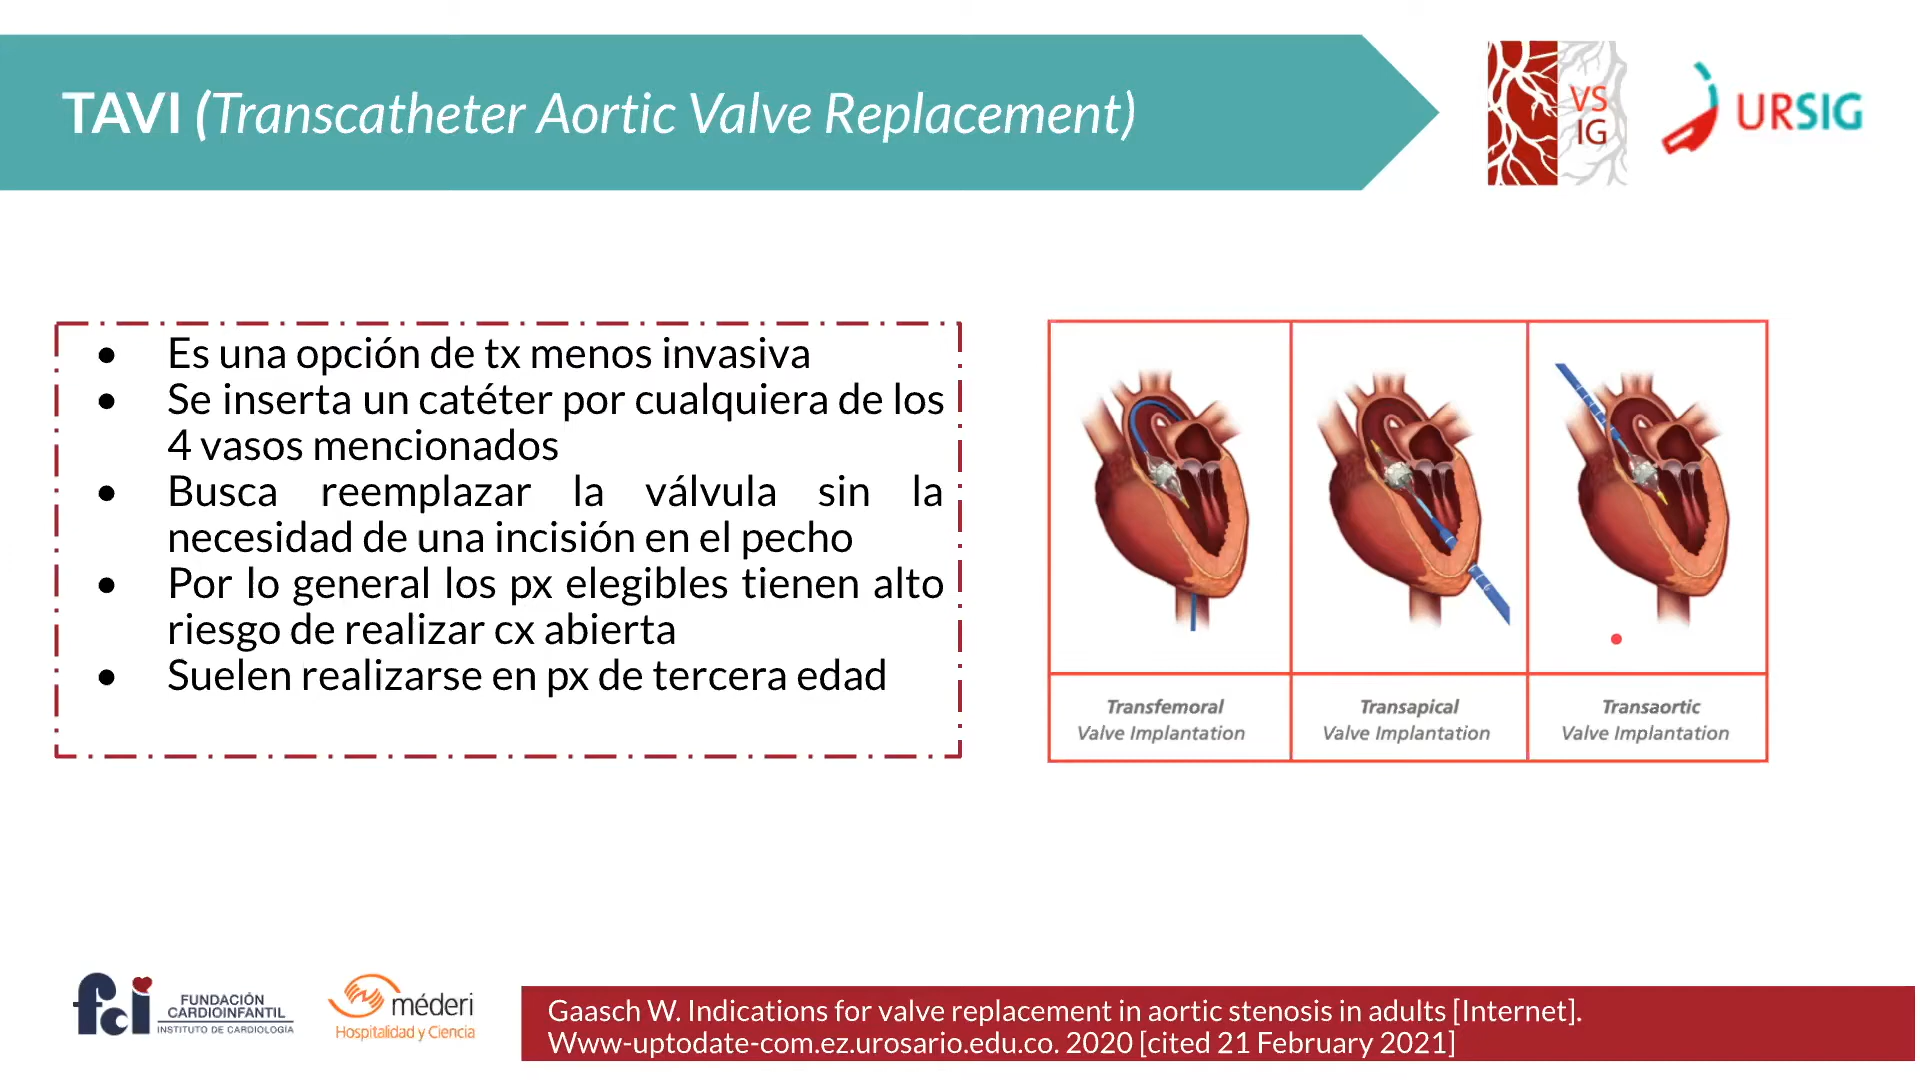 TAVI (Transcatheter Aortic Valve Replacement)
VS
IG
URSIG
● Es una opción de tx menos invasiva
● Se inserta un catéter por cualquiera de los
4 vasos mencionados
● Busca reemplazar la válvula sin la
necesidad de una incisión en el pecho
● Por lo general los px elegibles tienen alto
riesgo de realizar cx abierta
● Suelen realizarse en px de tercera edad
Transfemoral
Valve Implantation
Transapical
Valve Implantation
Transaortic
Valve Implantation
fci
FUNDACIÓN
CARDIOINFANTIL
INSTITUTO DE CARDIOLOGÍA
méderi
Hospitalidad y Ciencia
Gaasch W. Indications for valve replacement in aortic stenosis in adults [Internet].
Www-uptodate-com.ez.urosario.edu.co. 2020 [cited 21 February 2021]